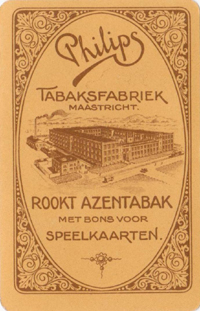 Philips
TABAKSFABRIEK
MAASTRICHT.
ROOKT AZENTABAK
MET BONS VOOR
SPEELKAARTEN.